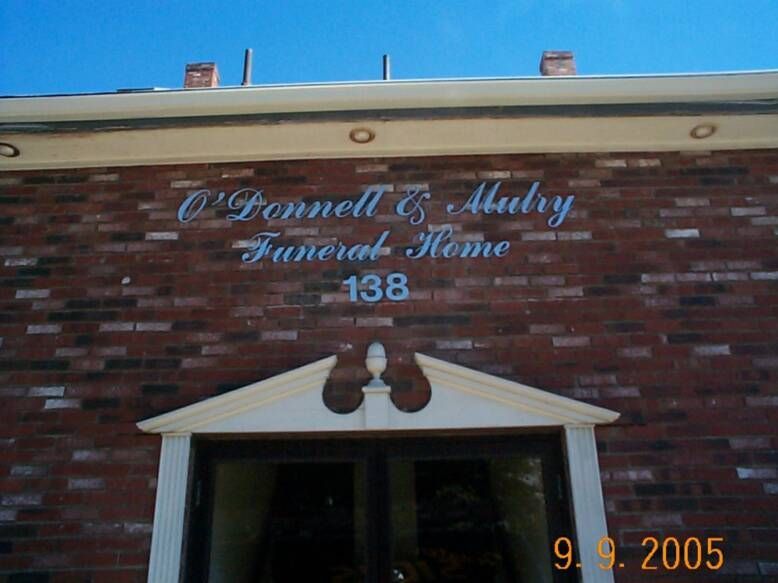 O'Donnell & Mulry
Funeral Home
138
9. 9. 2005